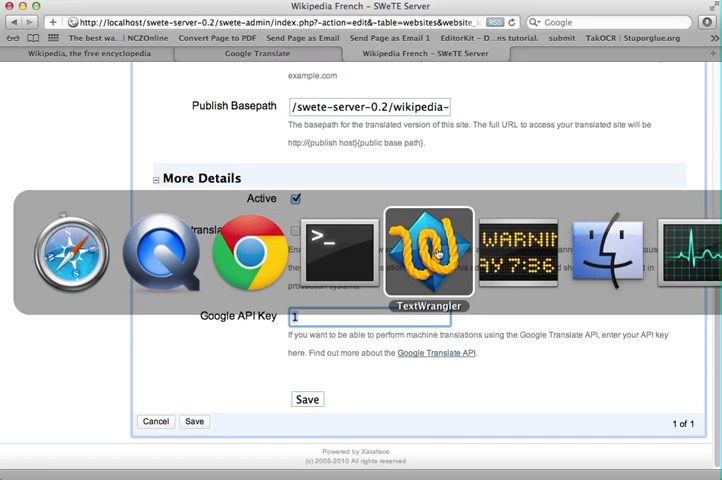 Wikipedia French – SWeTE Server
http://localhost/swete-server-0.2/swete-admin/index.php?-action=edit&-table=websites&website_i
RSS
Google
The best wa...| NCZOnline
Convert Page to PDF
Send Page as Email
Send Page as Email 1
EditorKit – D...ns tutorial.
submit
TakOCR | Stuporglue.org
Wikipedia, the free encyclopedia
Google Translate
Wikipedia French – SWeTE Server
example.com
Publish Basepath
/swete-server-0.2/wikipedia-
The basepath for the translated version of this site. The full URL to access your translated site will be
http://{publish host}{public base path}.
More Details
Active
WARNIN
AY 7:36
TextWrangler
Google API Key
1
If you want to be able to perform machine translations using the Google Translate API, enter your API key
here. Find out more about the Google Translate API.
Save
Cancel
Save
1 of 1
Powered by Xataface
(c) 2005-2010 All rights reserved